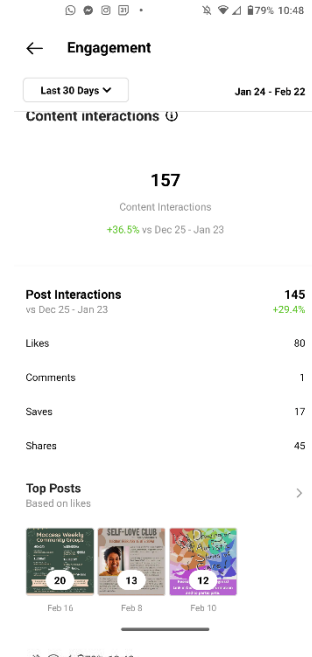 79% 10:48
Engagement
Last 30 Days
Jan 24 - Feb 22
Content interactions
157
Content Interactions
+36.5% vs Dec 25 - Jan 23
Post Interactions 145
vs Dec 25 - Jan 23 +29.4%
Likes 80
Comments 1
Saves 17
Shares 45
Top Posts
Based on likes
Maccess Weekly
Community Groups
SELF-LOVE CLUB
20 13 12
Feb 16 Feb 8 Feb 10